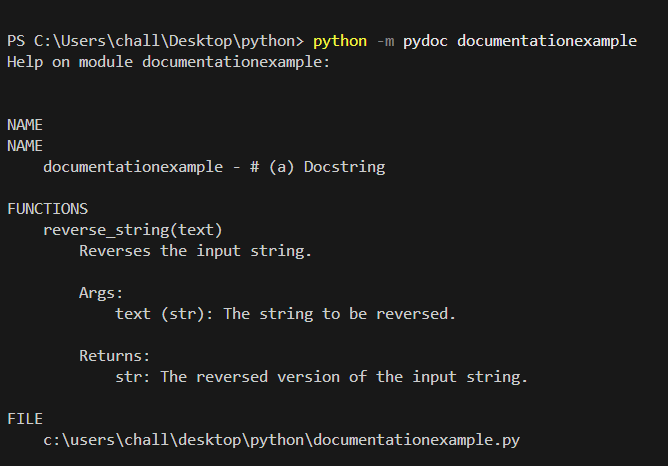 PS C:\Users\chall\Desktop\python> python -m pydoc documentationexample
Help on module documentationexample:
NAME
NAME
documentationexample - # (a) Docstring
FUNCTIONS
reverse_string(text)
Reverses the input string.
Args:
text (str): The string to be reversed.
Returns:
str: The reversed version of the input string.
FILE
c:\users\chall\desktop\python\documentationexample.py